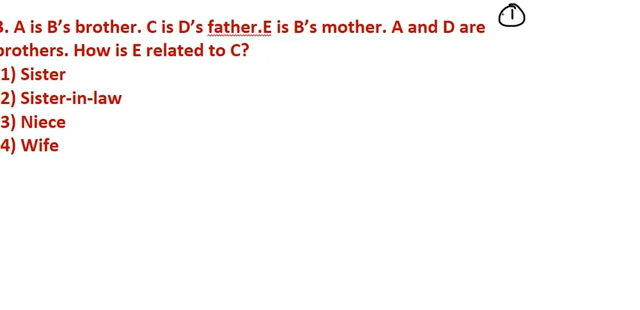 3. A is B's brother. C is D's father.E is B's mother. A and D are
brothers. How is E related to C?
1) Sister
2) Sister-in-law
3) Niece
4) Wife
1